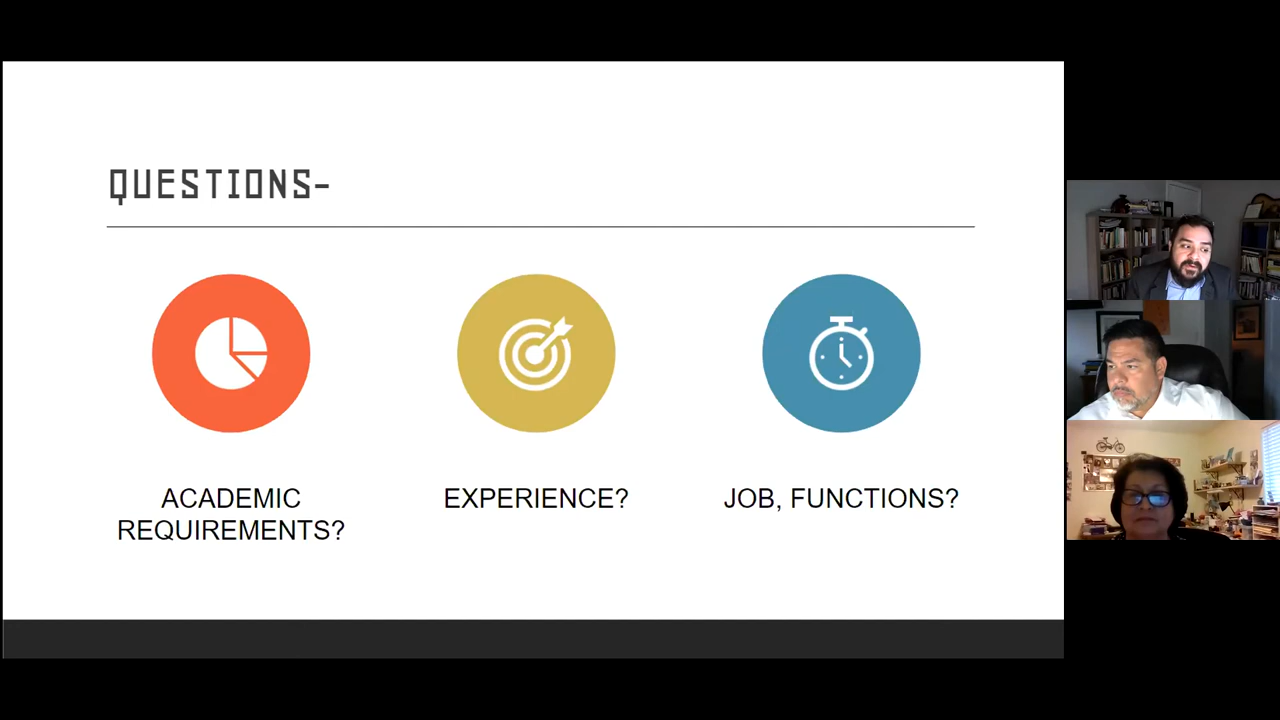 QUESTIONS-
ACADEMIC
REQUIREMENTS?
EXPERIENCE?
JOB, FUNCTIONS?